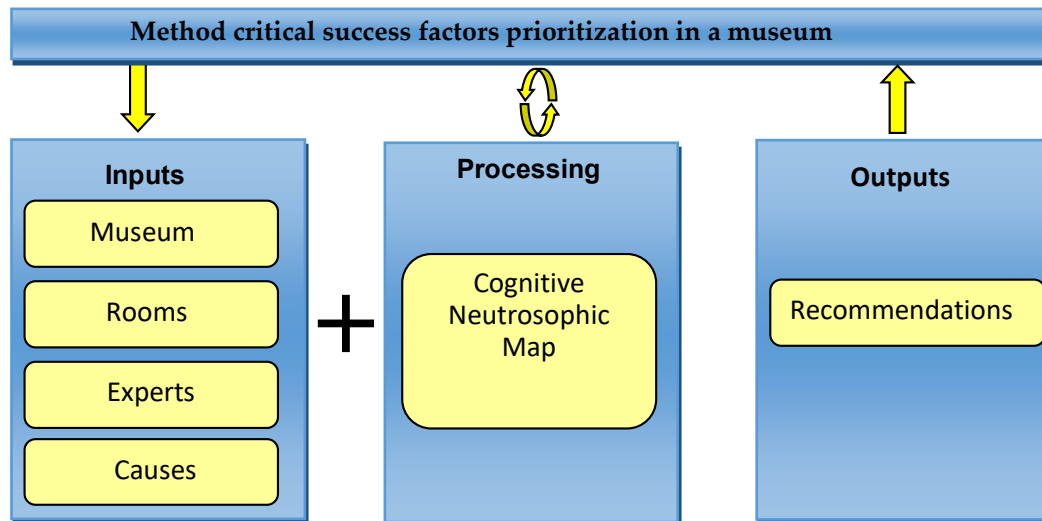 Method critical success factors prioritization in a museum
Inputs
Museum
Rooms
Experts
Causes
Processing
Cognitive
Neutrosophic
Map
Outputs
Recommendations